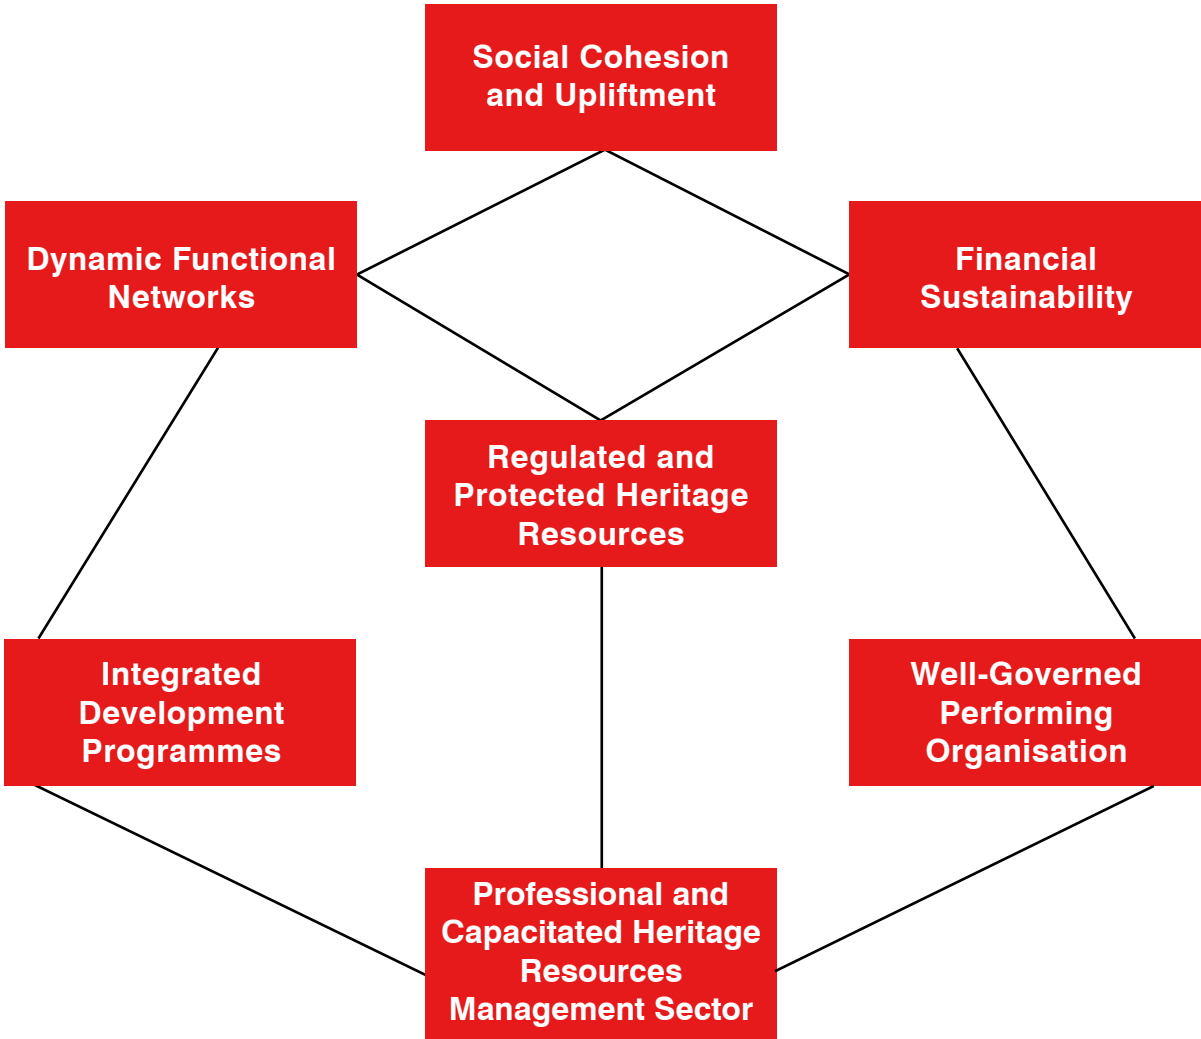 Social Cohesion
and Upliftment
Dynamic Functional
Networks
Financial
Sustainability
Regulated and
Protected Heritage
Resources
Integrated
Development
Programmes
Well-Governed
Performing
Organisation
Professional and
Capacitated Heritage
Resources
Management Sector